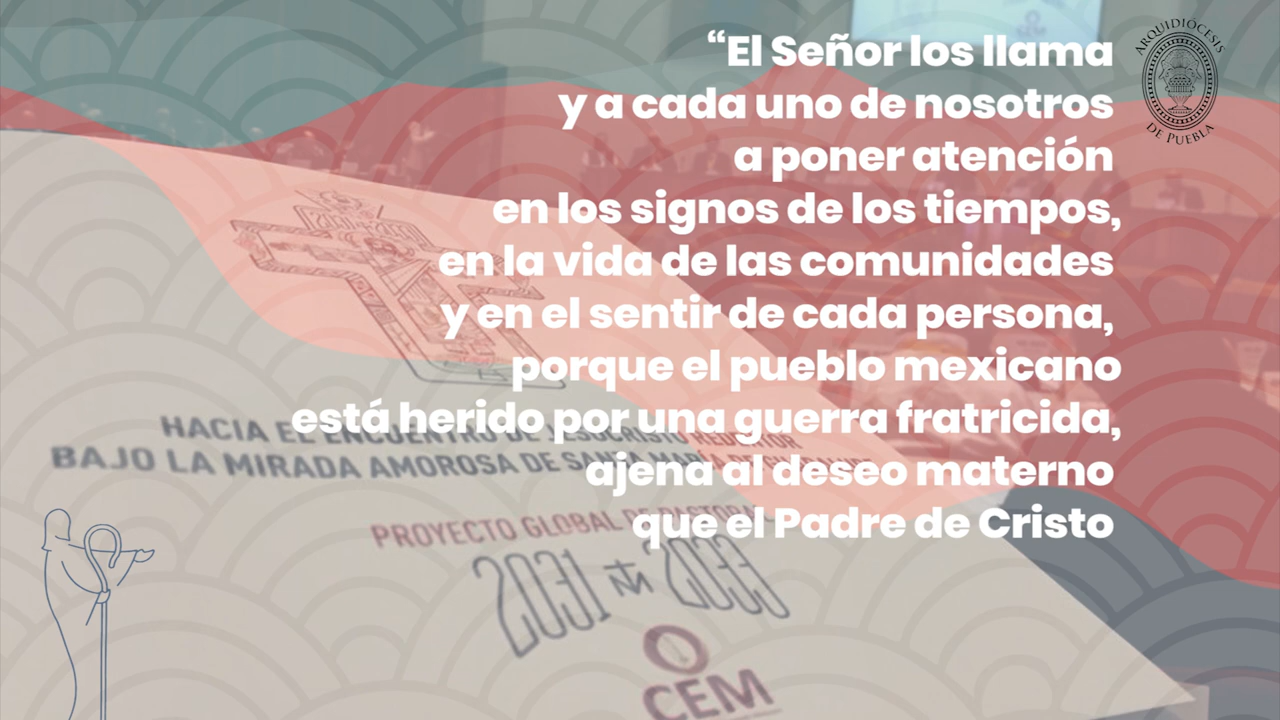 “El Señor los llama
y a cada uno de nosotros
a poner atención
en los signos de los tiempos,
en la vida de las comunidades
y en el sentir de cada persona,
porque el pueblo mexicano
está herido por una guerra fratricida,
ajena al deseo materno
que el Padre de Cristo
ARQUIDIÓCESIS
DE PUEBLA
HACIA EL ENCUENTRO DE JESUCRISTO REDENTOR
BAJO LA MIRADA AMOROSA DE SANTA MARÍA DE
PROYECTO GLOBAL DE PASTORAL
2031 2033
CEM